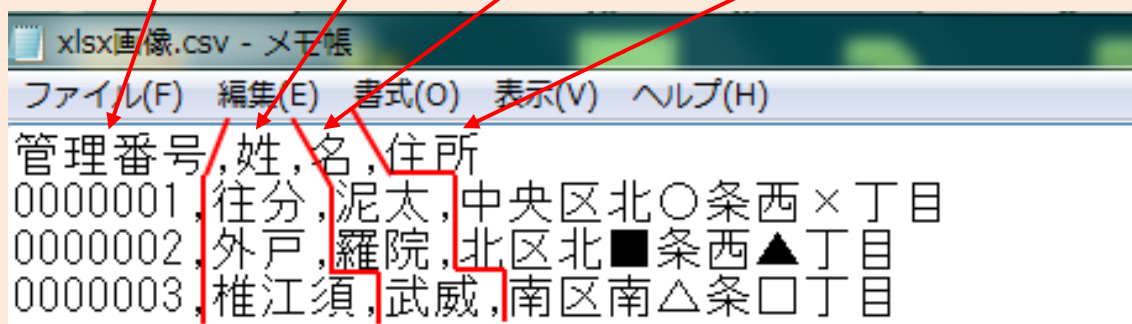 xlsx画像.csv - メモ帳
ファイル(F) 編集(E) 書式(O) 表示(V) ヘルプ(H)
管理番号,姓,名,住所
0000001,往分,泥太,中央区北○条西×丁目
0000002,外戸,羅院,北区北■条西▲丁目
0000003,椎江須,武威,南区南△条□丁目